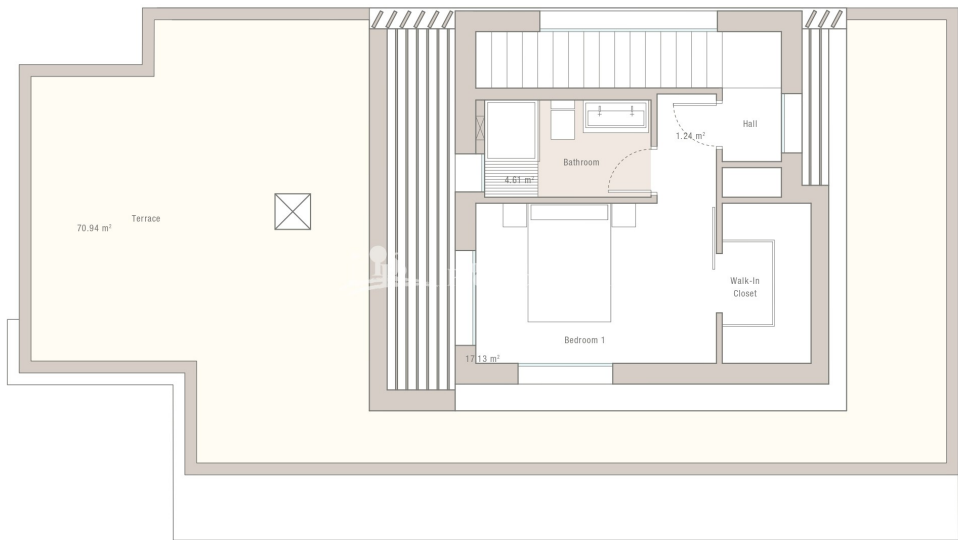 Hall
1.24 m²
Bathroom
4.61 m²
Terrace
70.94 m²
Walk-In
Closet
Bedroom 1
17.13 m²